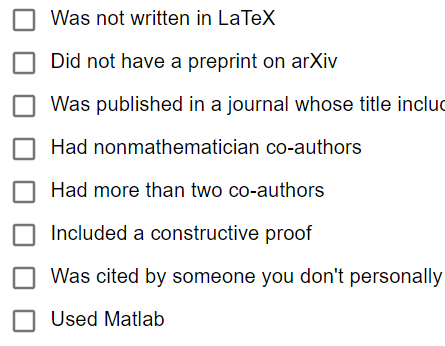 Was not written in LaTeX
Did not have a preprint on arXiv
Was published in a journal whose title
Had nonmathematician co-authors
Had more than two co-authors
Included a constructive proof
Was cited by someone you don't personally
Used Matlab